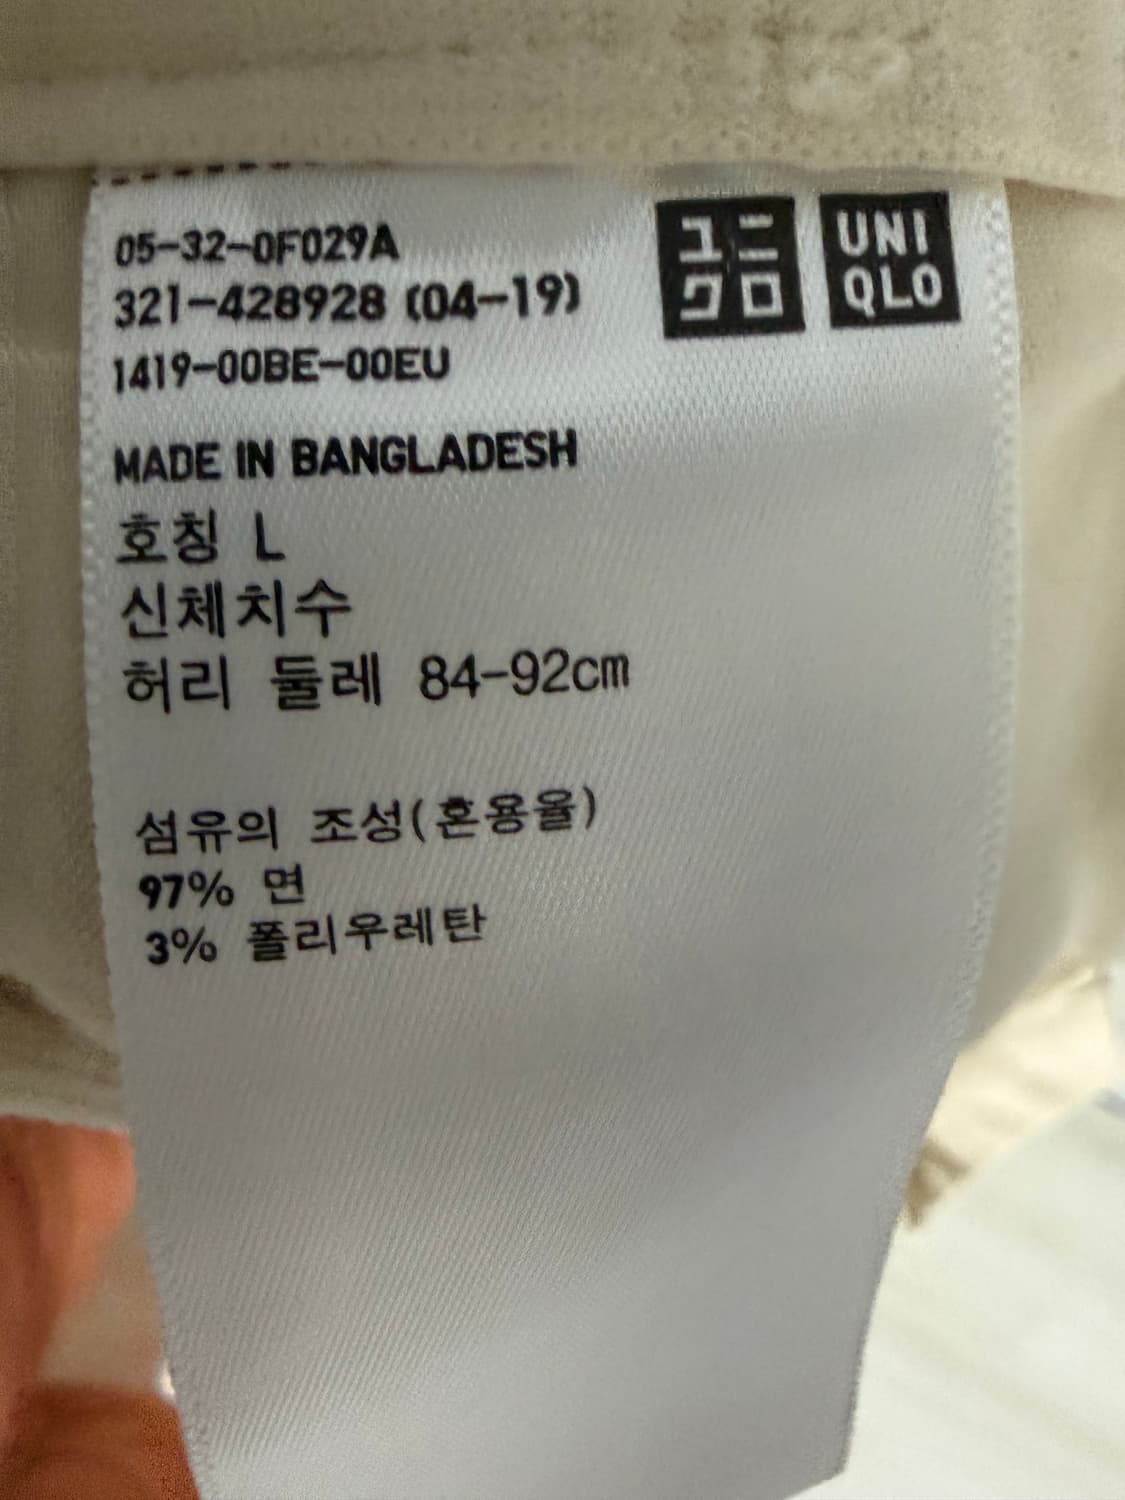 05-32-0F029A
321-428928 (04-19)
1419-00BE-00EU
ユニ
クロ
UNI
QLO
MADE IN BANGLADESH
호칭 L
신체치수
허리 둘레 84-92cm
섬유의 조성(혼용율)
97% 면
3% 폴리우레탄